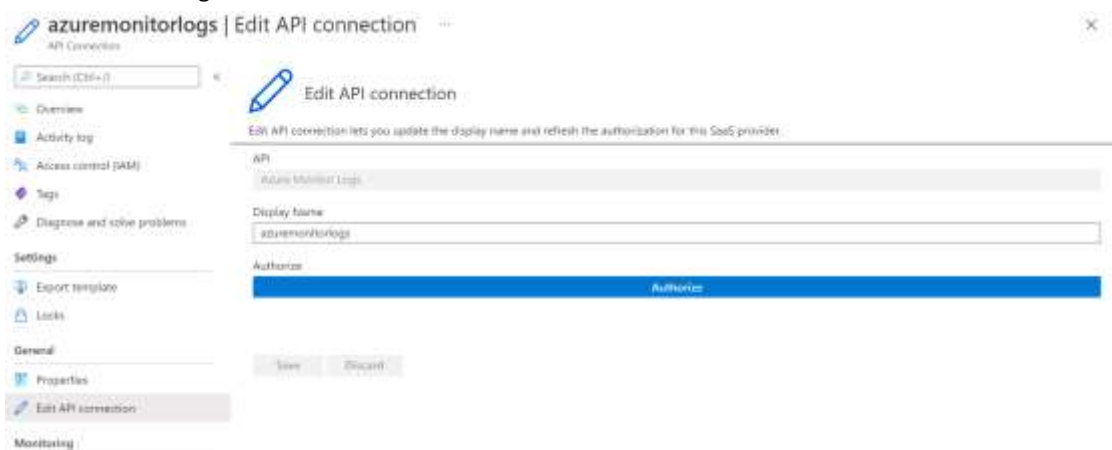 azuremonitorlogs | Edit API connection ...
API Connection
Search (Ctrl+/)
«
Overview
Activity log
Access control (IAM)
Tags
Diagnose and solve problems
Settings
Export template
Locks
General
Properties
Edit API connection
Monitoring
Edit API connection
Edit API connection lets you update the display name and refresh the authorization for this SaaS provider.
API
Azure Monitor Logs
Display Name
azuremonitorlogs
Authorize
Authorize
Save Discard